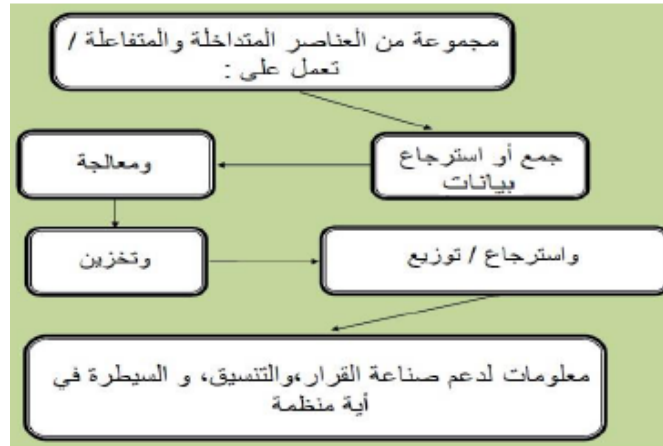 مجموعة من العناصر المتداخلة والمتفاعلة /
تعمل على :
جمع أو استرجاع
بيانات
ومعالجة
وتخزين
واسترجاع / توزيع
معلومات لدعم صناعة القرار ،والتنسيق، و السيطرة في
أية منظمة